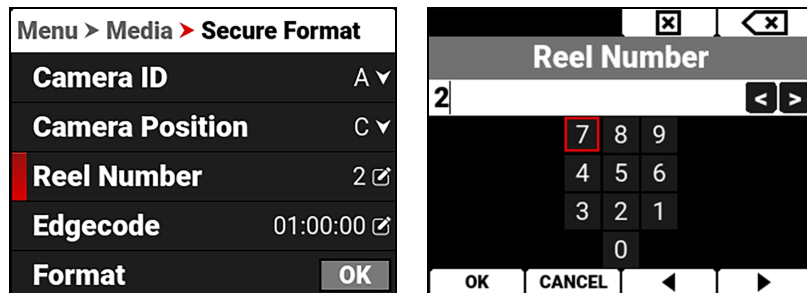 Menu > Media > Secure Format
Camera ID A
Camera Position C
Reel Number 2
Edgecode 01:00:00
Format OK
Reel Number
2
< >
7 8 9
4 5 6
3 2 1
0
OK CANCEL